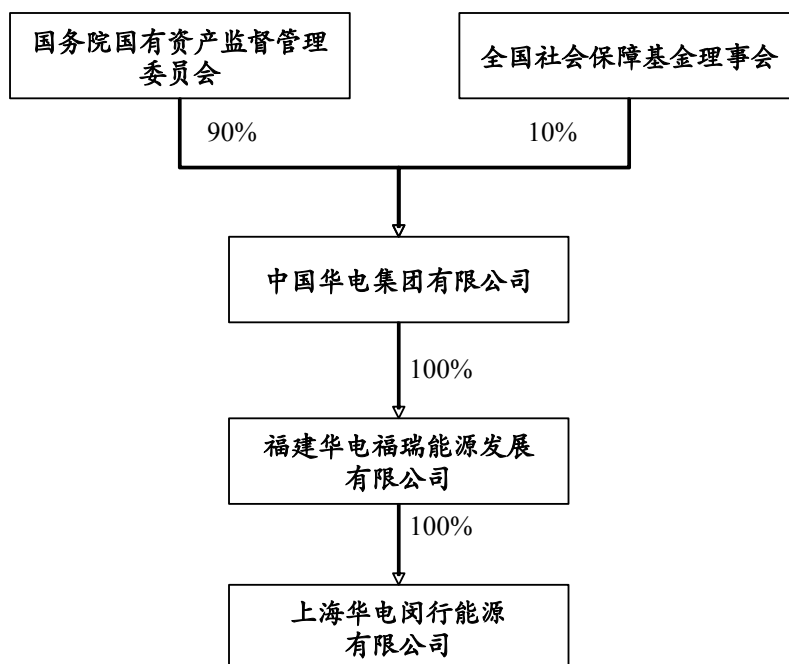 国务院国有资产监督管理
委员会
全国社会保障基金理事会
90%
10%
中国华电集团有限公司
100%
福建华电福瑞能源发展
有限公司
100%
上海华电闵行能源
有限公司